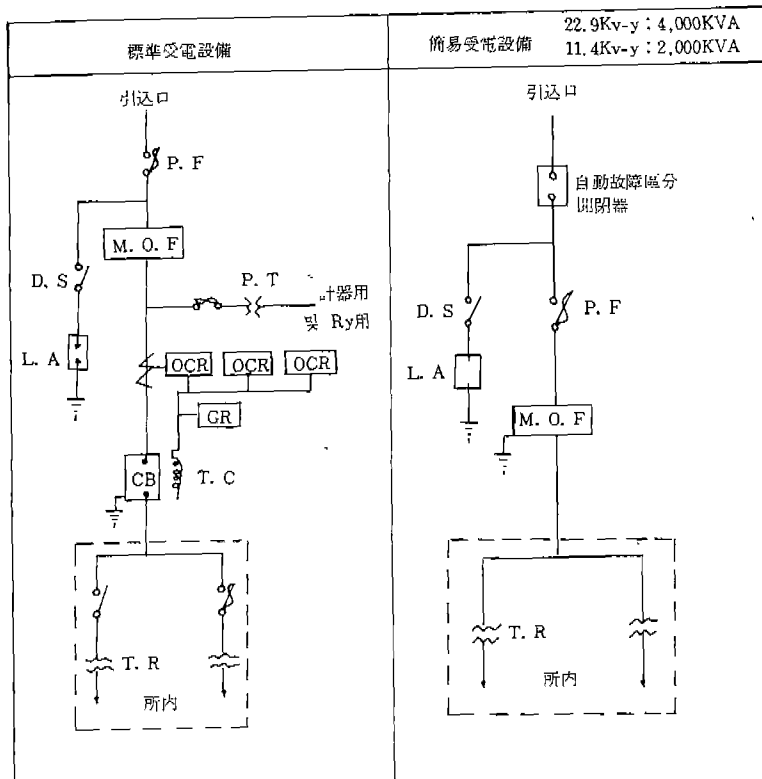 標準受電設備
簡易受電設備
22.9Kv-y : 4,000KVA
11.4Kv-y : 2,000KVA
引込口
P. F
M. O. F
D. S
P. T
計器用
및 Ry用
L. A
OCR
OCR
OCR
GR
CB
T. C
T. R
所内
引込口
自動故障區分
開閉器
D. S
P. F
L. A
M. O. F
T. R
所内